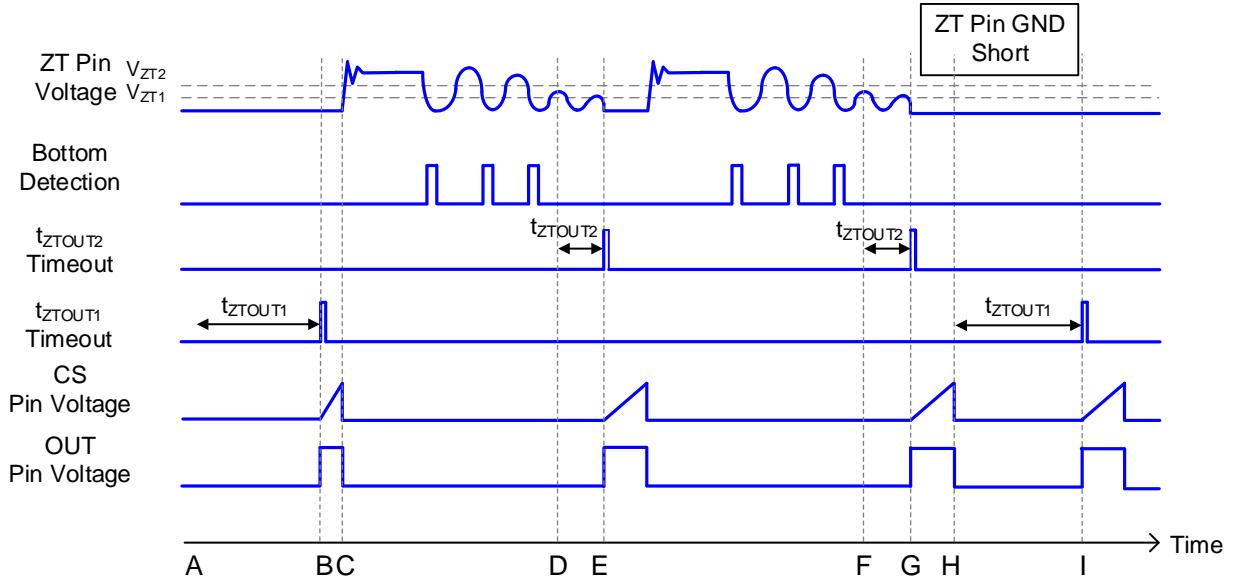 ZT Pin GND
Short
ZT Pin
Voltage
VZT2
VZT1
Bottom
Detection
tZTOUT2
Timeout
tZTOUT2
tZTOUT2
tZTOUT1
Timeout
tZTOUT1
tZTOUT1
CS
Pin Voltage
OUT
Pin Voltage
A B C D E F G H I
Time